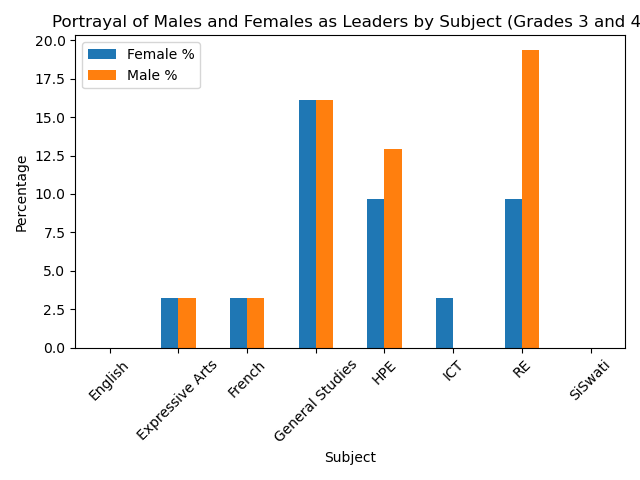 Portrayal of Males and Females as Leaders by Subject (Grades 3 and 4
Female %
Male %
20.0
17.5
15.0
12.5
10.0
7.5
5.0
2.5
0.0
Percentage
English
Expressive Arts
French
General Studies
HPE
ICT
RE
SiSwati
Subject